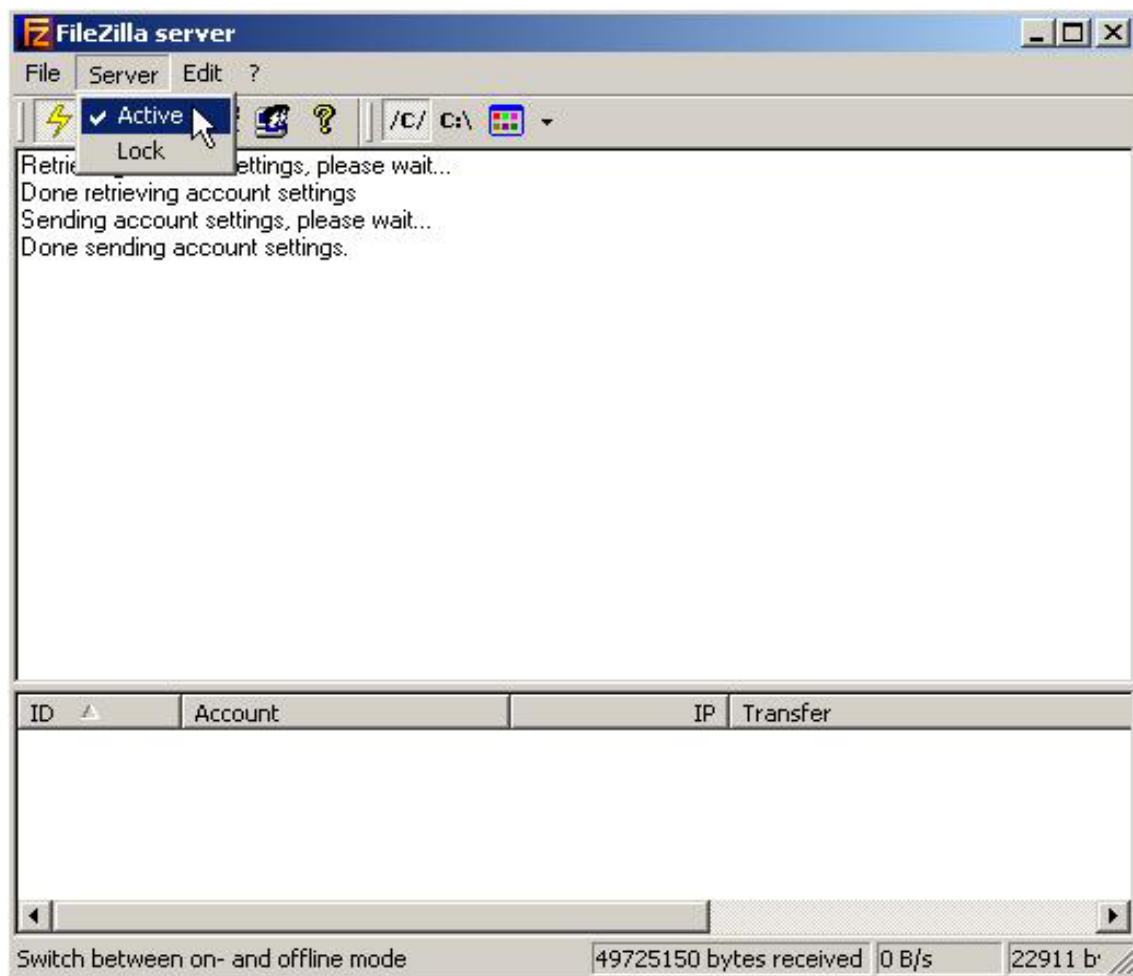 FileZilla server
File Server Edit ?
Active
/C/ C:\
Lock
Retrie ettings, please wait...
Done retrieving account settings
Sending account settings, please wait...
Done sending account settings.
ID Account IP Transfer
Switch between on- and offline mode 49725150 bytes received 0 B/s 22911 b